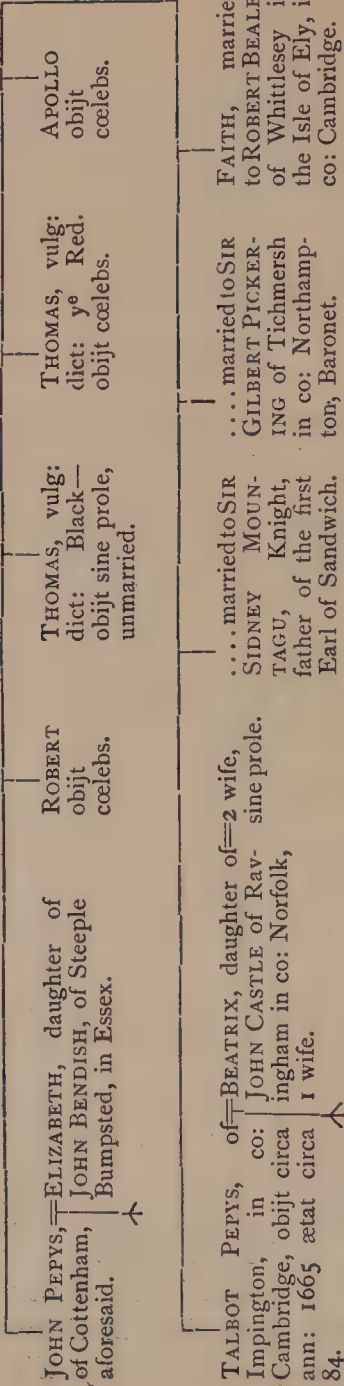 JOHN PEPYS,=ELIZABETH, daughter of
of Cottenham, JOHN BENDISH, of Steeple
aforesaid. Bumpsted, in Essex.
ROBERT
obijt
cœlebs.
THOMAS, vulg:
dict: Black—
obijt sine prole,
unmarried.
THOMAS, vulg:
dict: yᵉ Red.
obijt cœlebs.
APOLLO
obijt
cœlebs.
TALBOT PEPYS, of=BEATRIX, daughter of=2 wife,
Impington, in co: JOHN CASTLE of Rav- sine prole.
Cambridge, obijt circa ingham in co: Norfolk,
ann: 1665 ætat circa 1 wife.
84.
....married to SIR
SIDNEY MOUN-
TAGU, Knight,
father of the first
Earl of Sandwich.
....married to SIR
GILBERT PICKER-
ING of Tichmersh
in co: Northamp-
ton, Baronet.
FAITH, marrie
to ROBERT BEALE
of Whittlesey i
the Isle of Ely, i
co: Cambridge.